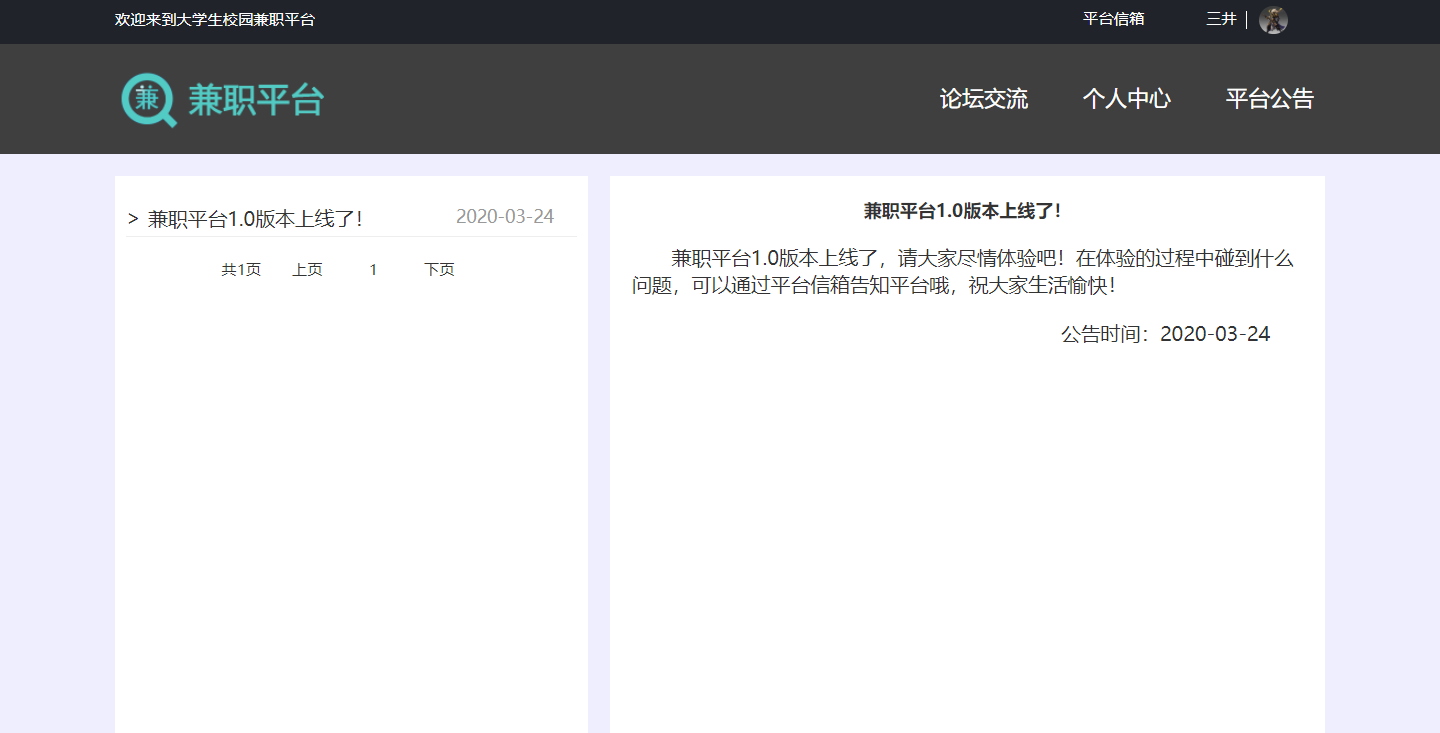 欢迎来到大学生校园兼职平台
平台信箱
三井
兼 兼职平台
论坛交流
个人中心
平台公告
> 兼职平台1.0版本上线了！
2020-03-24
共1页 上页 1 下页
兼职平台1.0版本上线了！
兼职平台1.0版本上线了，请大家尽情体验吧！在体验的过程中碰到什么
问题，可以通过平台信箱告知平台哦，祝大家生活愉快！
公告时间：2020-03-24